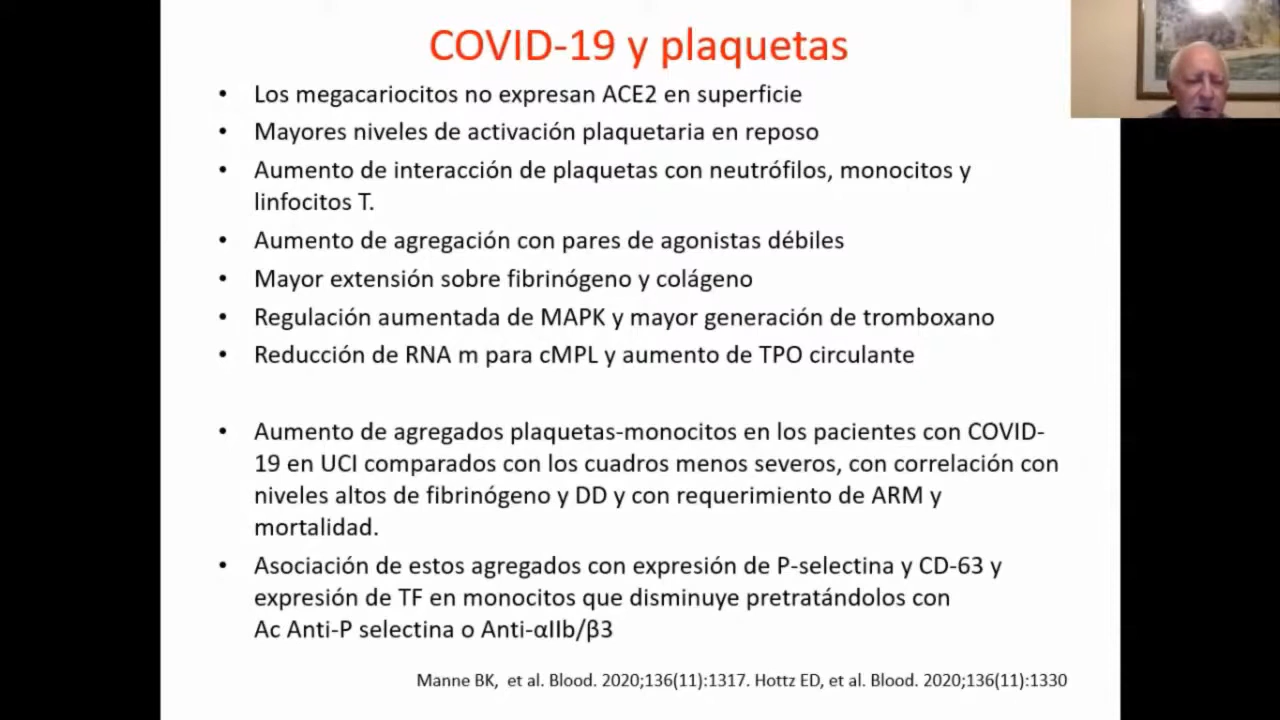 COVID-19 y plaquetas
• Los megacariocitos no expresan ACE2 en superficie
• Mayores niveles de activación plaquetaria en reposo
• Aumento de interacción de plaquetas con neutrófilos, monocitos y
linfocitos T.
• Aumento de agregación con pares de agonistas débiles
• Mayor extensión sobre fibrinógeno y colágeno
• Regulación aumentada de MAPK y mayor generación de tromboxano
• Reducción de RNA m para cMPL y aumento de TPO circulante
• Aumento de agregados plaquetas-monocitos en los pacientes con COVID-
19 en UCI comparados con los cuadros menos severos, con correlación con
niveles altos de fibrinógeno y DD y con requerimiento de ARM y
mortalidad.
• Asociación de estos agregados con expresión de P-selectina y CD-63 y
expresión de TF en monocitos que disminuye pretratándolos con
Ac Anti-P selectina o Anti-αIIb/β3
Manne BK, et al. Blood. 2020;136(11):1317. Hottz ED, et al. Blood. 2020;136(11):1330